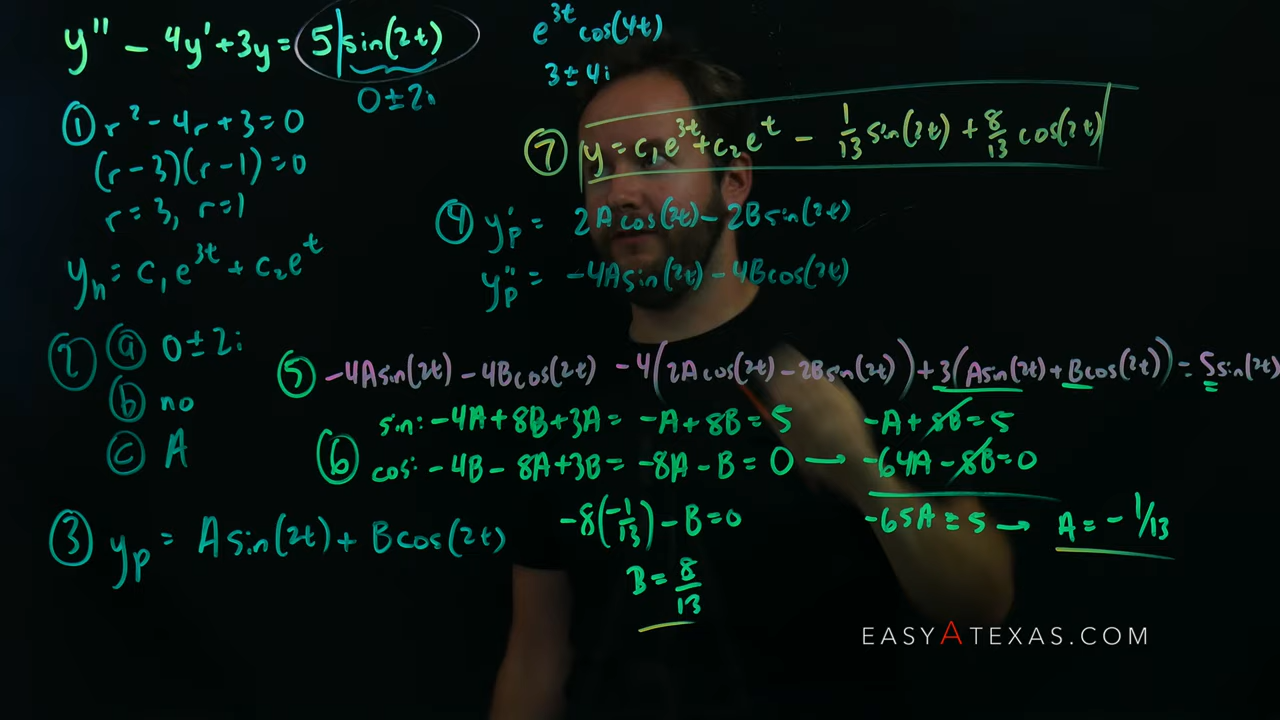 y'' - 4y' + 3y = 5|sin(2t)
0 ± 2i
e^{3t} cos(4t)
3 ± 4i
① r² - 4r + 3 = 0
(r - 3)(r - 1) = 0
r = 3, r = 1
y_h = c₁e^{3t} + c₂e^t
② ⓐ 0 ± 2i
ⓑ no
ⓒ A
③ y_p = A sin(2t) + B cos(2t)
④ y_p' = 2A cos(2t) - 2B sin(2t)
y_p'' = -4A sin(2t) - 4B cos(2t)
⑤ -4A sin(2t) - 4B cos(2t) - 4(2A cos(2t) - 2B sin(2t)) + 3(A sin(2t) + B cos(2t)) = 5 sin(2t)
⑥ sin: -4A + 8B + 3A = -A + 8B = 5
cos: -4B - 8A + 3B = -8A - B = 0 →
-A + 8B = 5
-64A - 8B = 0
-65A = 5 → A = -1/13
-8(-1/13) - B = 0
B = 8/13
⑦ y = c₁e^{3t} + c₂e^t - 1/13 sin(2t) + 8/13 cos(2t)
EASYATEXAS.COM